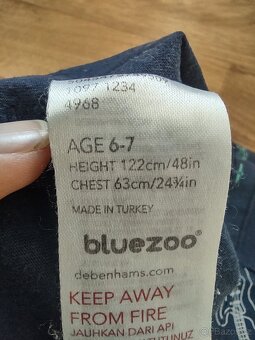 1097 1234
4968
AGE 6-7
HEIGHT 122cm/48in
CHEST 63cm/24¾in
MADE IN TURKEY
bluezoo
debenhams.com
KEEP AWAY
FROM FIRE
JAUHKAN DARI API